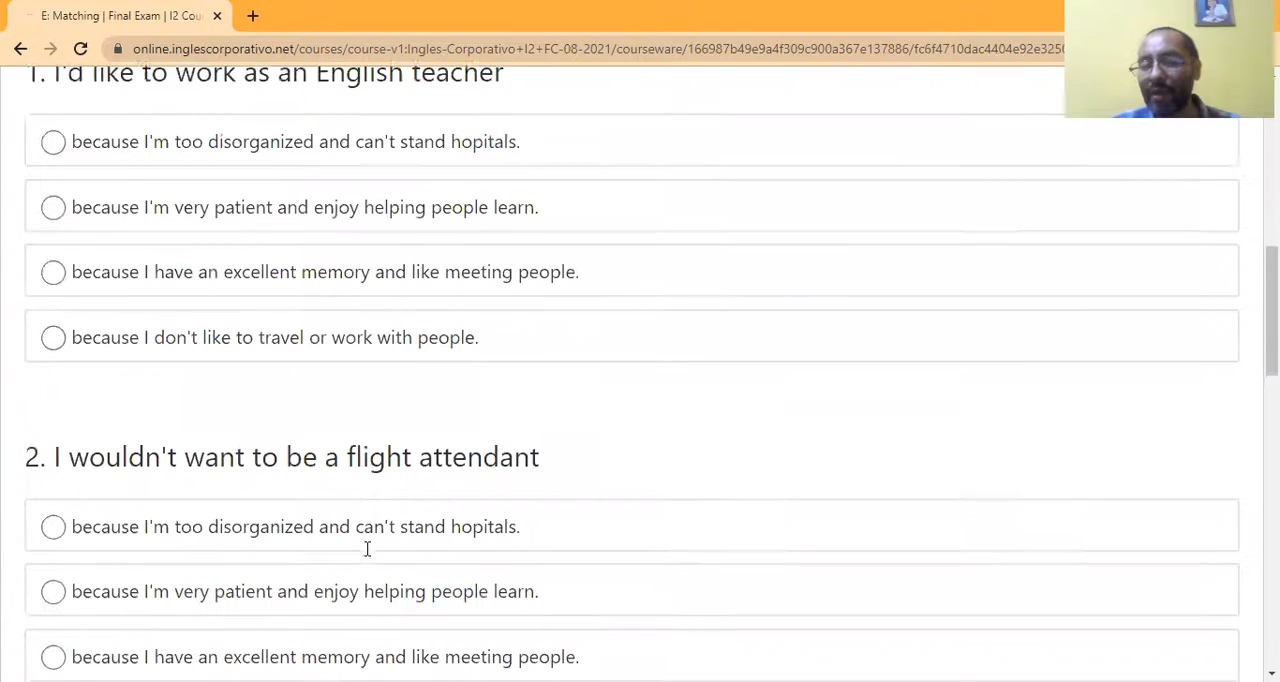 E: Matching | Final Exam | I2 Cou
online.inglescorporativo.net/courses/course-v1:Ingles-Corporativo+I2+FC-08-2021/courseware/166987b49e9a4f309c900a367e137886/fc6f4710dac4404e92e325
1. I'd like to work as an English teacher
because I'm too disorganized and can't stand hopitals.
because I'm very patient and enjoy helping people learn.
because I have an excellent memory and like meeting people.
because I don't like to travel or work with people.
2. I wouldn't want to be a flight attendant
because I'm too disorganized and can't stand hopitals.
because I'm very patient and enjoy helping people learn.
because I have an excellent memory and like meeting people.